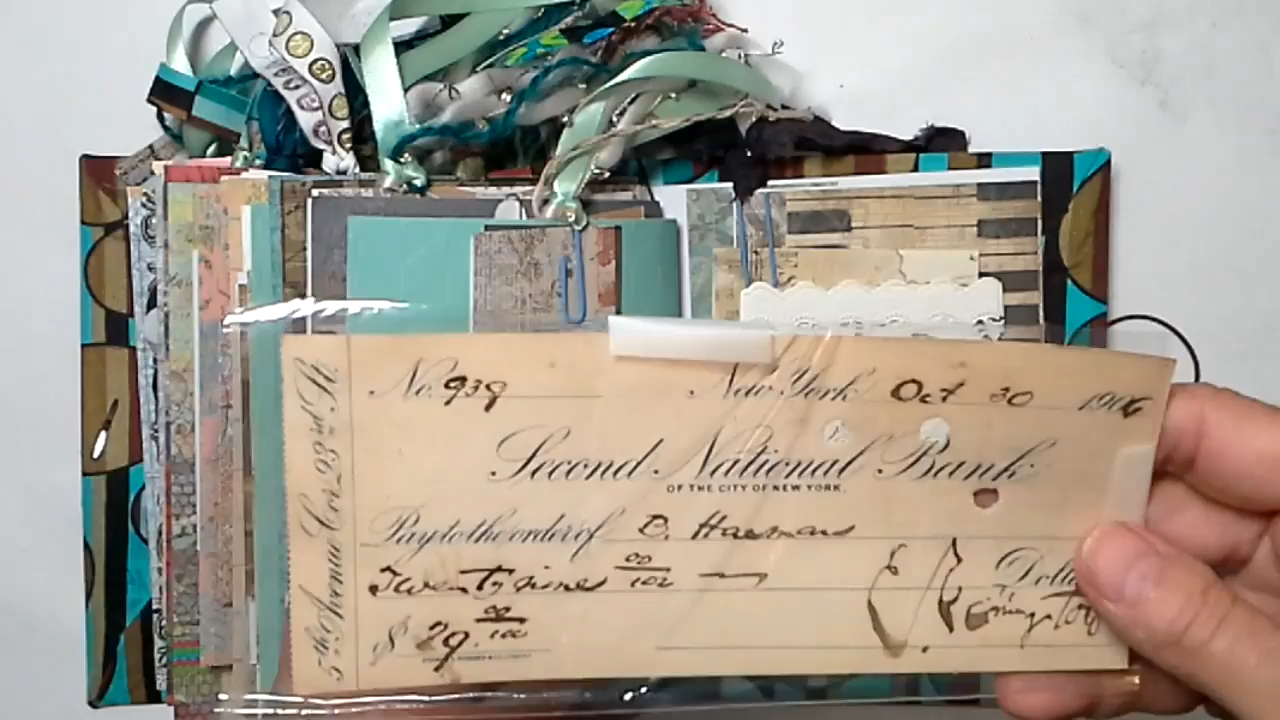 5th Avenue Cor 23rd St.
No. 939
New York Oct 30 1906
Second National Bank
OF THE CITY OF NEW YORK.
Pay to the order of B.
Twenty nine 00/100
Dolla
$ 29. 00/100